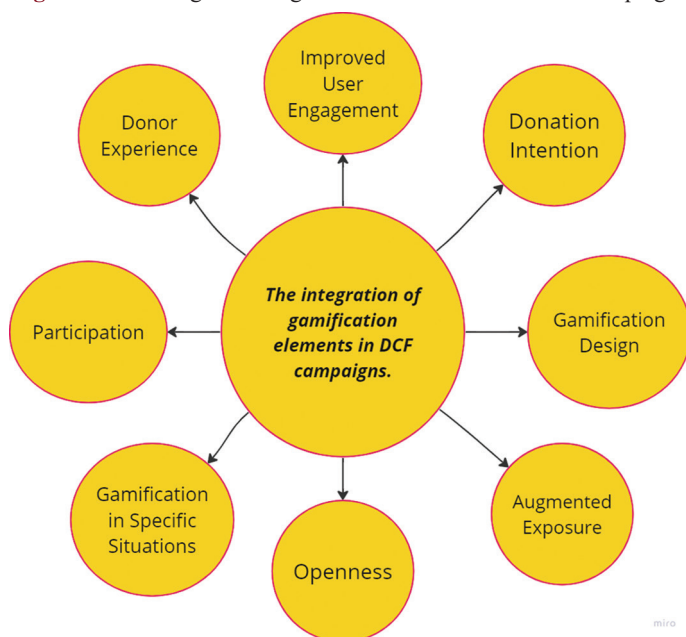 Improved
User
Engagement
Donor
Experience
Donation
Intention
The integration of
gamification
elements in DCF
campaigns.
Participation
Gamification
Design
Gamification
in Specific
Situations
Augmented
Exposure
Openness
miro